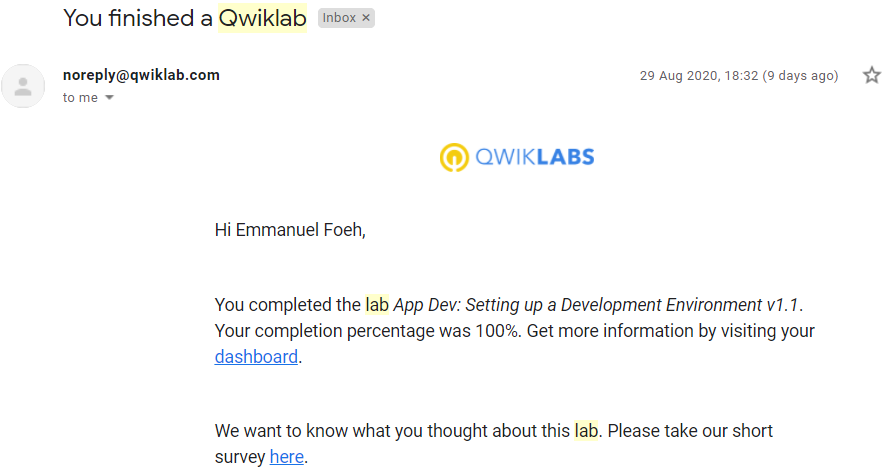 You finished a Qwiklab Inbox ×
noreply@qwiklab.com 29 Aug 2020, 18:32 (9 days ago)
to me
QWIKLABS
Hi Emmanuel Foeh,
You completed the lab App Dev: Setting up a Development Environment v1.1.
Your completion percentage was 100%. Get more information by visiting your
dashboard.
We want to know what you thought about this lab. Please take our short
survey here.